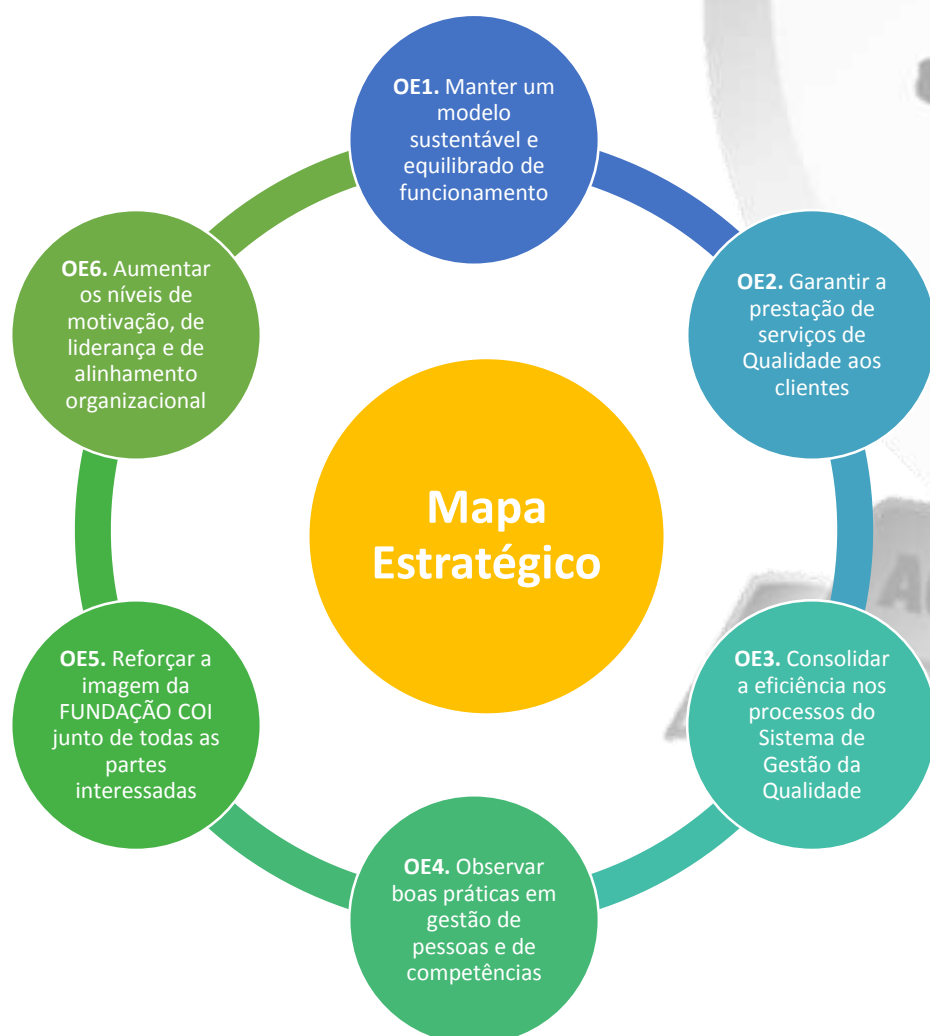 OE1. Manter um
modelo
sustentável e
equilibrado de
funcionamento
OE2. Garantir a
prestação de
serviços de
Qualidade aos
clientes
OE3. Consolidar
a eficiência nos
processos do
Sistema de
Gestão da
Qualidade
OE4. Observar
boas práticas em
gestão de
pessoas e de
competências
OE5. Reforçar a
imagem da
FUNDAÇÃO COI
junto de todas as
partes
interessadas
OE6. Aumentar
os níveis de
motivação, de
liderança e de
alinhamento
organizacional
Mapa
Estratégico